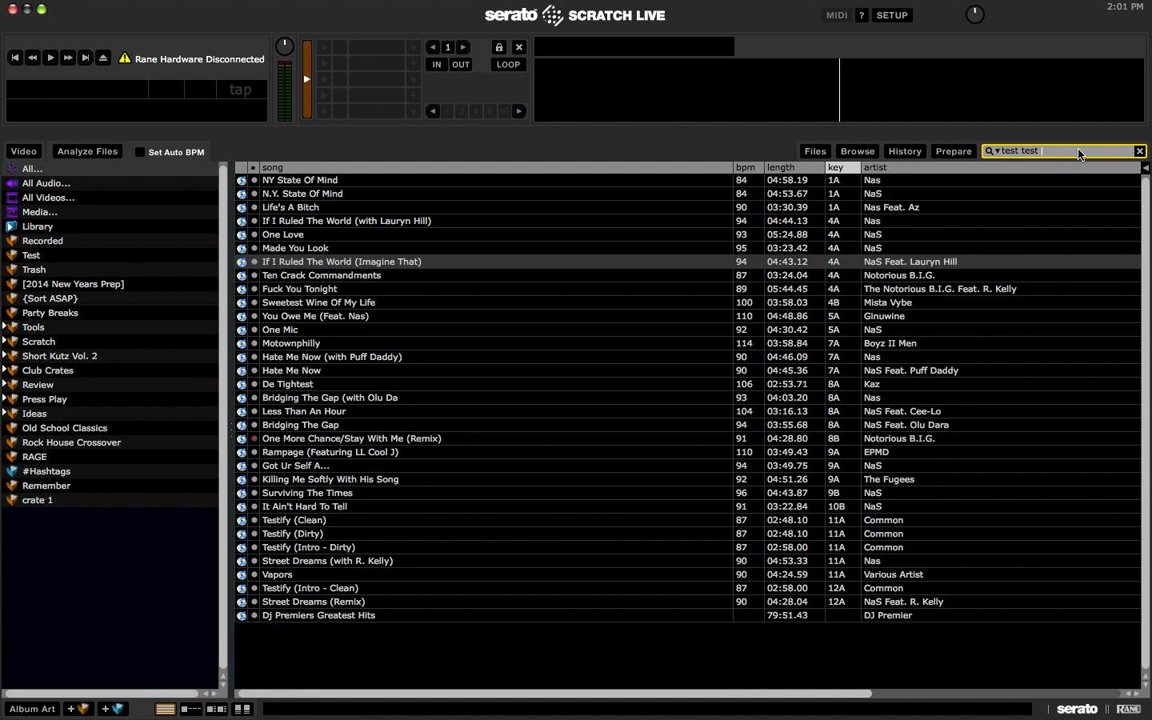 2:01 PM
serato SCRATCH LIVE MIDI ? SETUP
Rane Hardware Disconnected
tap
1
IN OUT LOOP
Video Analyze Files Set Auto BPM Files Browse History Prepare test test
song bpm length key artist
All...
All Audio...
All Videos...
Media...
Library
Recorded
Test
Trash
[2014 New Years Prep]
{Sort ASAP}
Party Breaks
Tools
Scratch
Short Kutz Vol. 2
Club Crates
Review
Press Play
Ideas
Old School Classics
Rock House Crossover
RAGE
#Hashtags
Remember
crate 1
NY State Of Mind 84 04:58.19 1A Nas
N.Y. State Of Mind 84 04:53.67 1A NaS
Life's A Bitch 90 03:30.39 1A Nas Feat. Az
If I Ruled The World (with Lauryn Hill) 94 04:44.13 4A Nas
One Love 93 05:24.88 4A NaS
Made You Look 95 03:23.42 4A NaS
If I Ruled The World (Imagine That) 94 04:43.12 4A NaS Feat. Lauryn Hill
Ten Crack Commandments 87 03:24.04 4A Notorious B.I.G.
Fuck You Tonight 89 05:44.45 4A The Notorious B.I.G. Feat. R. Kelly
Sweetest Wine Of My Life 100 03:58.03 4B Mista Vybe
You Owe Me (Feat. Nas) 110 04:48.86 5A Ginuwine
One Mic 92 04:30.42 5A NaS
Motownphilly 114 03:58.84 7A Boyz II Men
Hate Me Now (with Puff Daddy) 90 04:46.09 7A Nas
Hate Me Now 90 04:45.36 7A NaS Feat. Puff Daddy
De Tightest 106 02:53.71 8A Kaz
Bridging The Gap (with Olu Da 93 04:03.20 8A Nas
Less Than An Hour 104 03:16.13 8A NaS Feat. Cee-Lo
Bridging The Gap 94 03:55.68 8A NaS Feat. Olu Dara
One More Chance/Stay With Me (Remix) 91 04:28.80 8B Notorious B.I.G.
Rampage (Featuring LL Cool J) 110 03:49.43 9A EPMD
Got Ur Self A... 94 03:49.75 9A NaS
Killing Me Softly With His Song 92 04:51.26 9A The Fugees
Surviving The Times 96 04:43.87 9B NaS
It Ain't Hard To Tell 91 03:22.84 10B NaS
Testify (Clean) 87 02:48.10 11A Common
Testify (Dirty) 87 02:48.10 11A Common
Testify (Intro - Dirty) 87 02:58.00 11A Common
Street Dreams (with R. Kelly) 90 04:53.33 11A Nas
Vapors 90 04:24.59 11A Various Artist
Testify (Intro - Clean) 87 02:58.00 12A Common
Street Dreams (Remix) 90 04:28.04 12A NaS Feat. R. Kelly
Dj Premiers Greatest Hits 79:51.43 DJ Premier
Album Art serato RANE